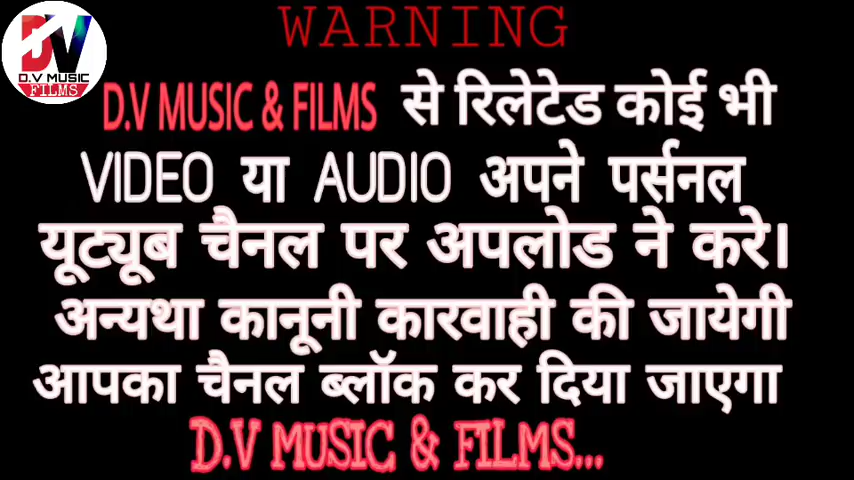 WARNING
DV
D.V MUSIC
FILMS
D.V MUSIC & FILMS से रिलेटेड कोई भी
VIDEO या AUDIO अपने पर्सनल
यूट्यूब चैनल पर अपलोड ने करे।
अन्यथा कानूनी कारवाही की जायेगी
आपका चैनल ब्लॉक कर दिया जाएगा
D.V MUSIC & FILMS...